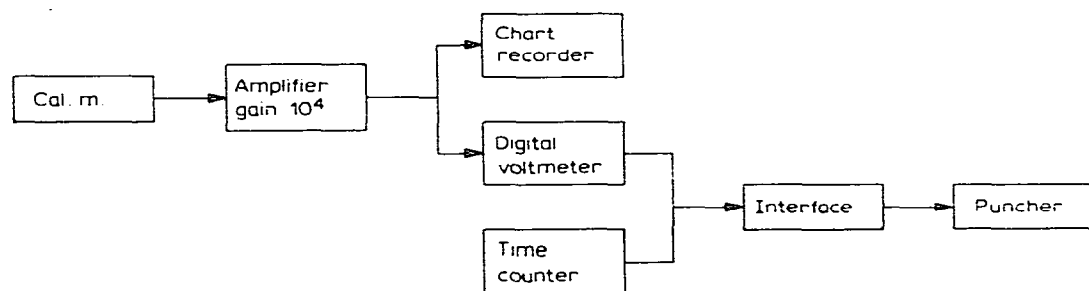 Chart
recorder
Cal. m.
Amplifier
gain 10⁴
Digital
voltmeter
Interface
Puncher
Time
counter